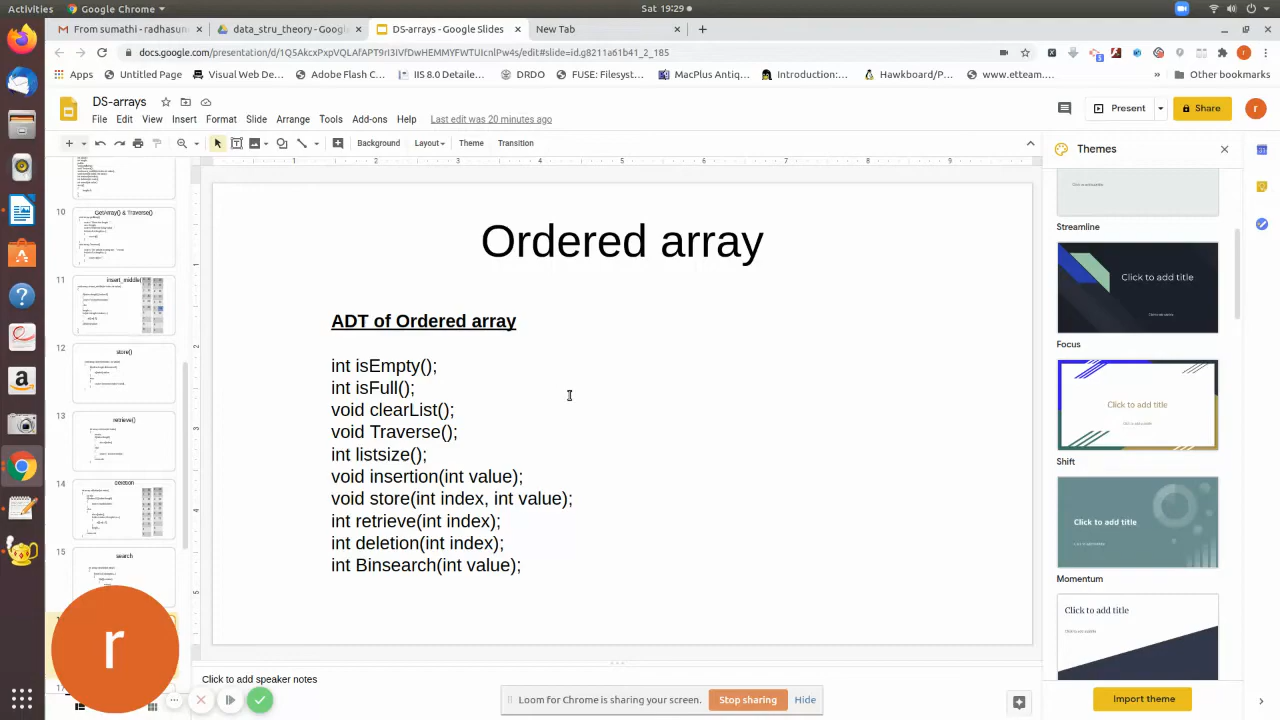 Activities
Google Chrome
Sat 19:29
From sumathi - radhasum
data_stru_theory - Google
DS-arrays - Google Slides
New Tab
docs.google.com/presentation/d/1Q5AkcxPxpVQLAfAPT9rI3IVfDwHEMMYFWTUIcnlPw4s/edit#slide=id.g8211a61b41_2_185
Apps
Untitled Page
Visual Web De...
Adobe Flash C...
IIS 8.0 Detaile...
DRDO
FUSE: Filesyst...
MacPlus Antiq...
Introduction:...
Hawkboard/P...
www.etteam....
»
Other bookmarks
DS-arrays
File Edit View Insert Format Slide Arrange Tools Add-ons Help
Last edit was 20 minutes ago
Present
Share
r
Background Layout Theme Transition
Themes
10
GetArray() & Traverse()
11
insert_middle()
12
store()
13
retrieve()
14
deletion
15
search
17
r
Ordered array
ADT of Ordered array
int isEmpty();
int isFull();
void clearList();
void Traverse();
int listsize();
void insertion(int value);
void store(int index, int value);
int retrieve(int index);
int deletion(int index);
int Binsearch(int value);
Click to add speaker notes
Streamline
Click to add title
Focus
Click to add title
Shift
Click to add title
Momentum
Click to add title
Import theme
Loom for Chrome is sharing your screen.
Stop sharing
Hide